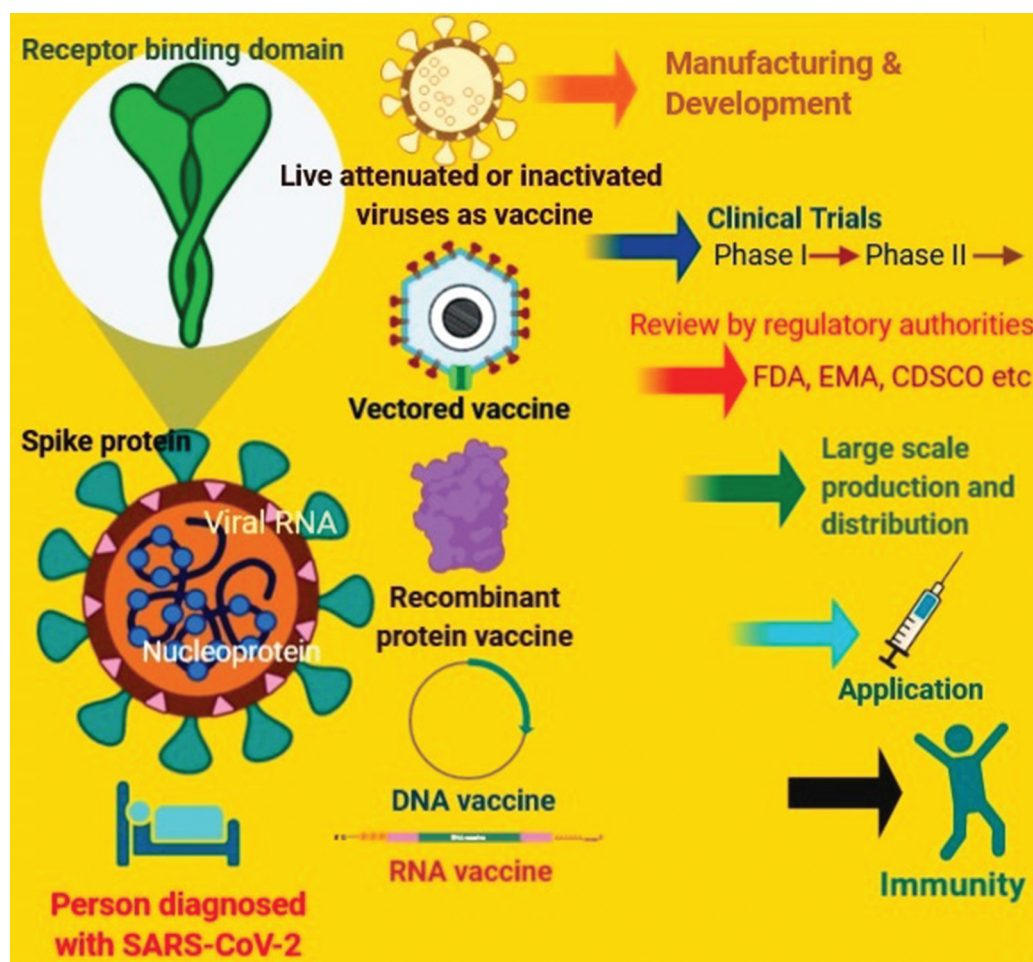 Receptor binding domain
Spike protein
Viral RNA
Nucleoprotein
Person diagnosed
with SARS-CoV-2
Live attenuated or inactivated
viruses as vaccine
Vectored vaccine
Recombinant
protein vaccine
DNA vaccine
RNA vaccine
Manufacturing &
Development
Clinical Trials
Phase I Phase II
Review by regulatory authorities
FDA, EMA, CDSCO etc
Large scale
production and
distribution
Application
Immunity